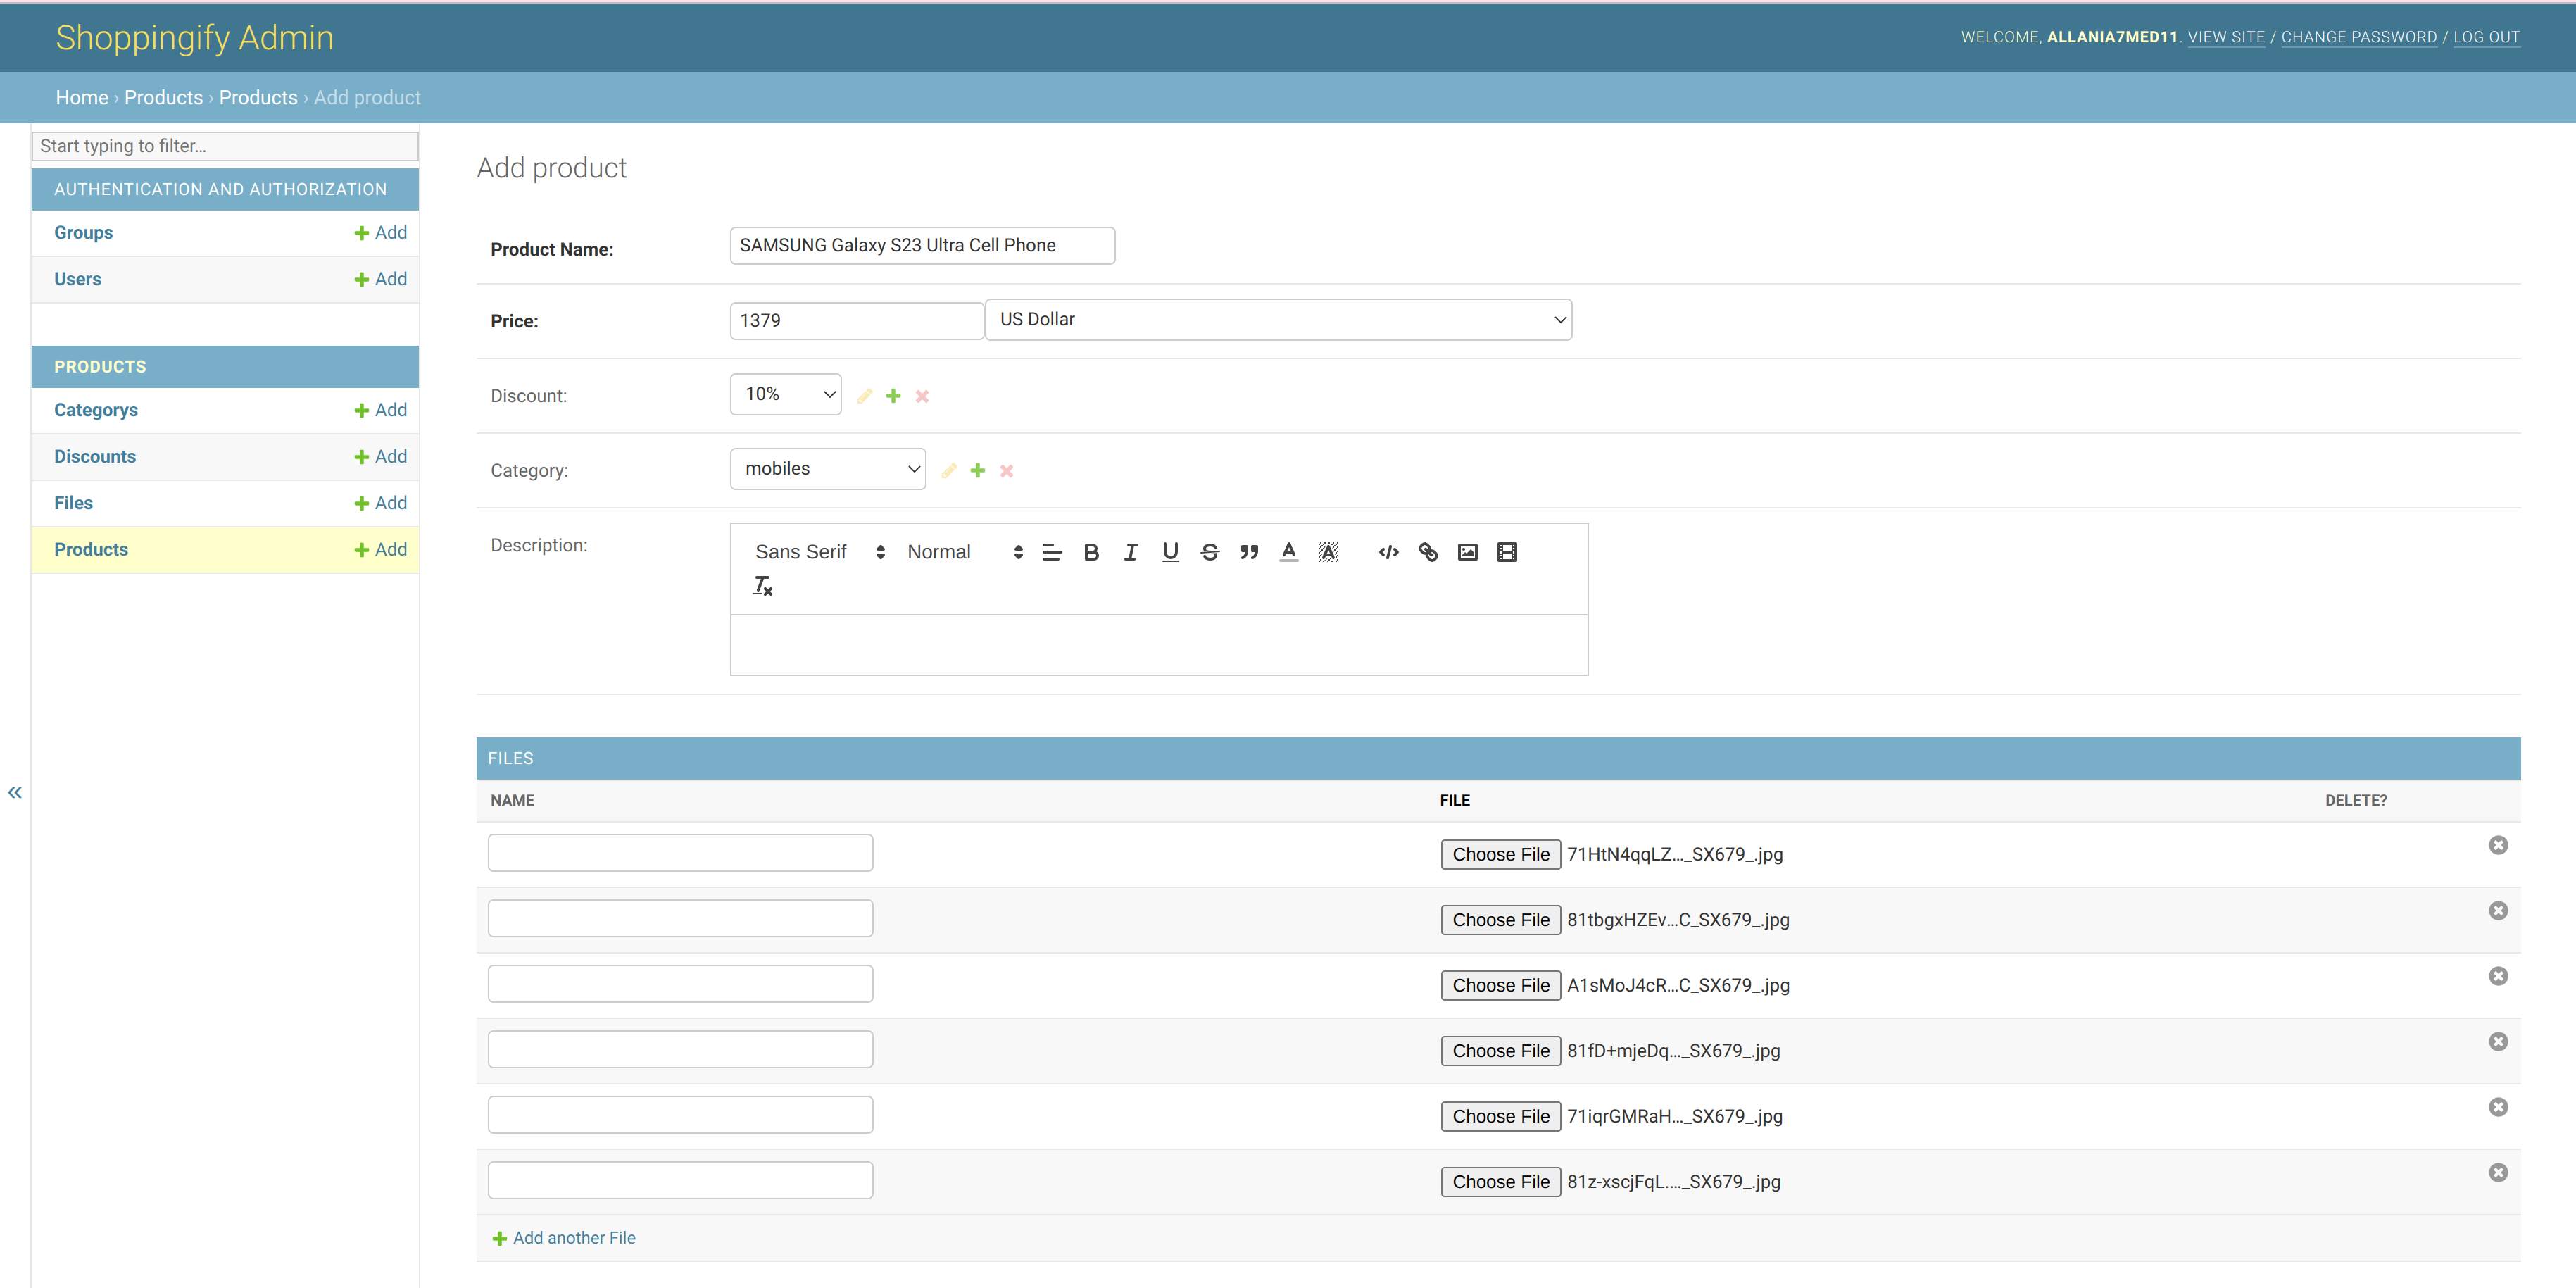 Shoppingify Admin
WELCOME, ALLANIA7MED11. VIEW SITE / CHANGE PASSWORD / LOG OUT
Home › Products › Products › Add product
Start typing to filter...
AUTHENTICATION AND AUTHORIZATION
Groups Add
Users Add
PRODUCTS
Categorys Add
Discounts Add
Files Add
Products Add
«
Add product
Product Name: SAMSUNG Galaxy S23 Ultra Cell Phone
Price: 1379 US Dollar
Discount: 10%
Category: mobiles
Description: Sans Serif Normal
FILES
NAME FILE DELETE?
Choose File 71HtN4qqLZ..._SX679_.jpg
Choose File 81tbgxHZEv...C_SX679_.jpg
Choose File A1sMoJ4cR...C_SX679_.jpg
Choose File 81fD+mjeDq..._SX679_.jpg
Choose File 71iqrGMRaH..._SX679_.jpg
Choose File 81z-xscjFqL...._SX679_.jpg
Add another File